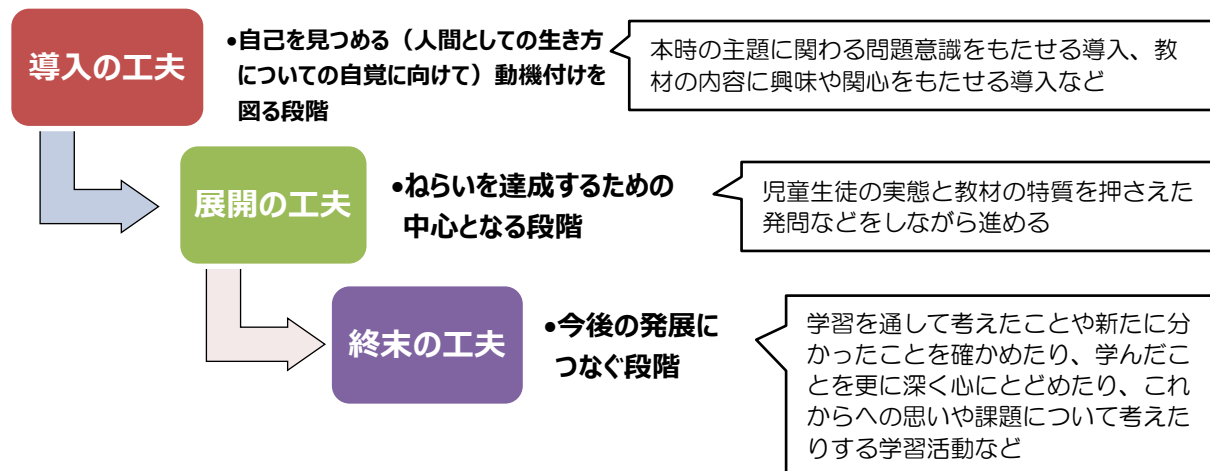 導入の工夫
•自己を見つめる（人間としての生き方
についての自覚に向けて）動機付けを
図る段階
本時の主題に関わる問題意識をもたせる導入、教
材の内容に興味や関心をもたせる導入など
展開の工夫
•ねらいを達成するための
中心となる段階
児童生徒の実態と教材の特質を押さえた
発問などをしながら進める
終末の工夫
•今後の発展に
つなぐ段階
学習を通して考えたことや新たに分
かったことを確かめたり、学んだこ
とを更に深く心にとどめたり、これ
からへの思いや課題について考えた
りする学習活動など